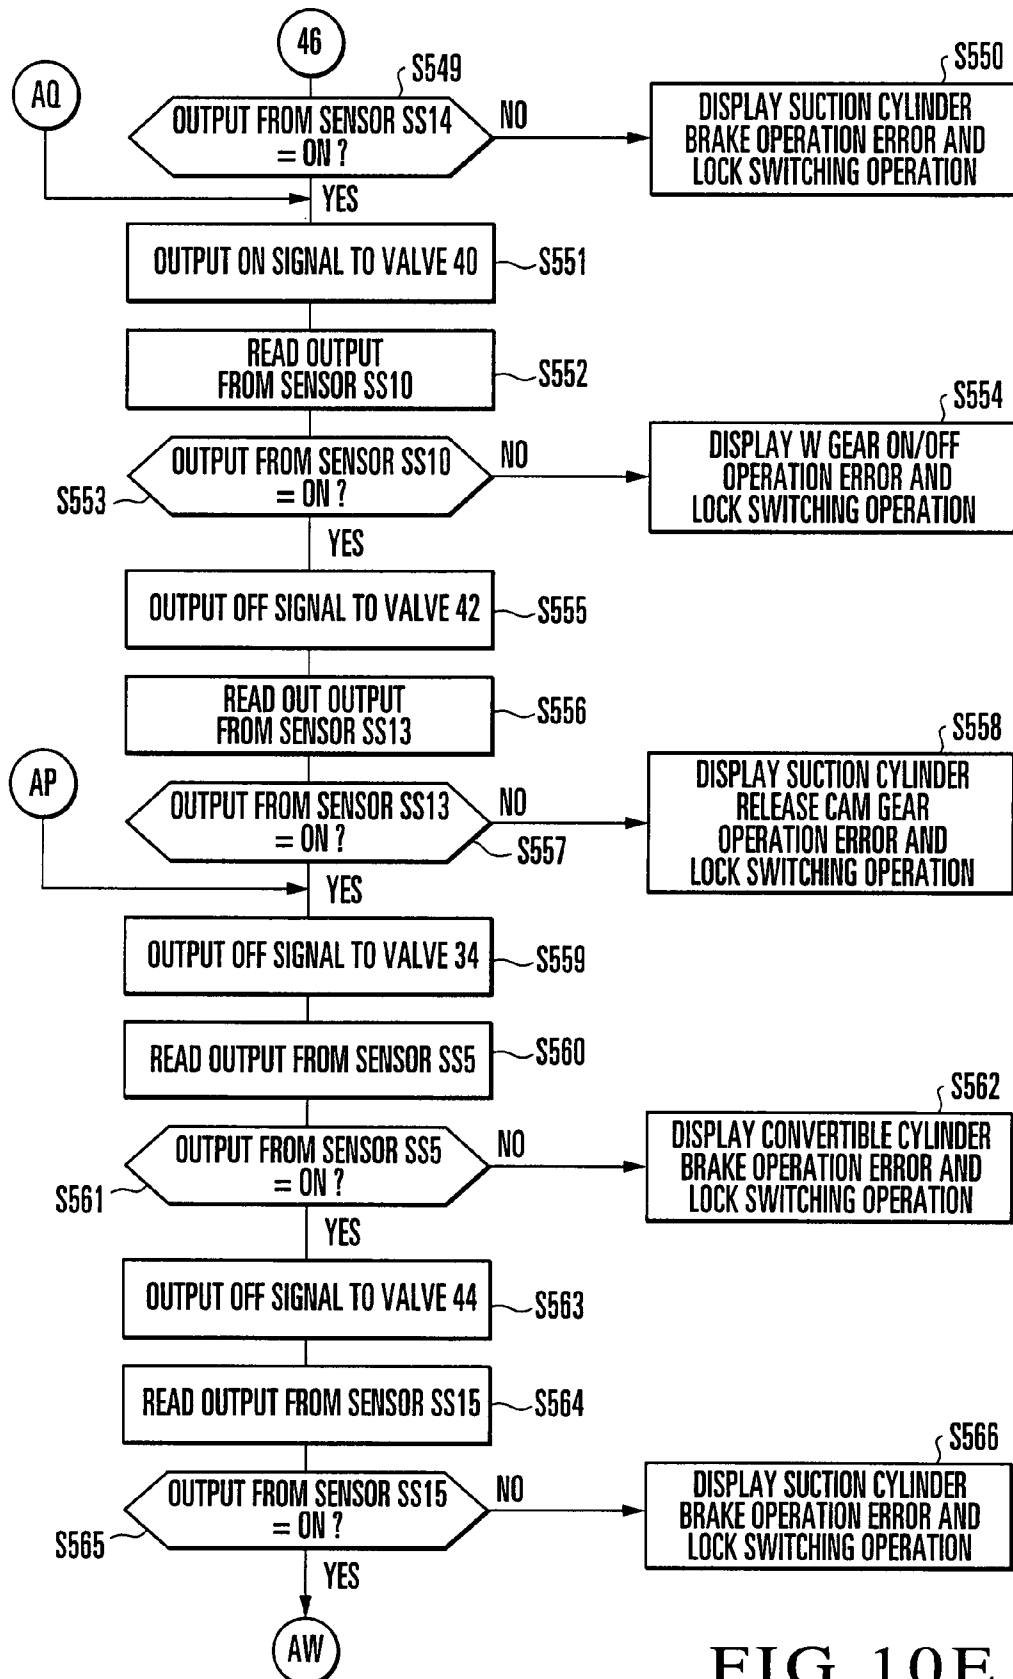 46
S549
S550
AQ
OUTPUT FROM SENSOR SS14
= ON ?
NO
DISPLAY SUCTION CYLINDER
BRAKE OPERATION ERROR AND
LOCK SWITCHING OPERATION
YES
OUTPUT ON SIGNAL TO VALVE 40
S551
READ OUTPUT
FROM SENSOR SS10
S552
S554
OUTPUT FROM SENSOR SS10
= ON ?
NO
S553
DISPLAY W GEAR ON/OFF
OPERATION ERROR AND
LOCK SWITCHING OPERATION
YES
OUTPUT OFF SIGNAL TO VALVE 42
S555
READ OUT OUTPUT
FROM SENSOR SS13
S556
S558
AP
OUTPUT FROM SENSOR SS13
= ON ?
NO
S557
DISPLAY SUCTION CYLINDER
RELEASE CAM GEAR
OPERATION ERROR AND
LOCK SWITCHING OPERATION
YES
OUTPUT OFF SIGNAL TO VALVE 34
S559
READ OUTPUT FROM SENSOR SS5
S560
S562
OUTPUT FROM SENSOR SS5
= ON ?
NO
S561
DISPLAY CONVERTIBLE CYLINDER
BRAKE OPERATION ERROR AND
LOCK SWITCHING OPERATION
YES
OUTPUT OFF SIGNAL TO VALVE 44
S563
READ OUTPUT FROM SENSOR SS15
S564
S566
OUTPUT FROM SENSOR SS15
= ON ?
NO
S565
DISPLAY SUCTION CYLINDER
BRAKE OPERATION ERROR AND
LOCK SWITCHING OPERATION
YES
AW
FIG.10E